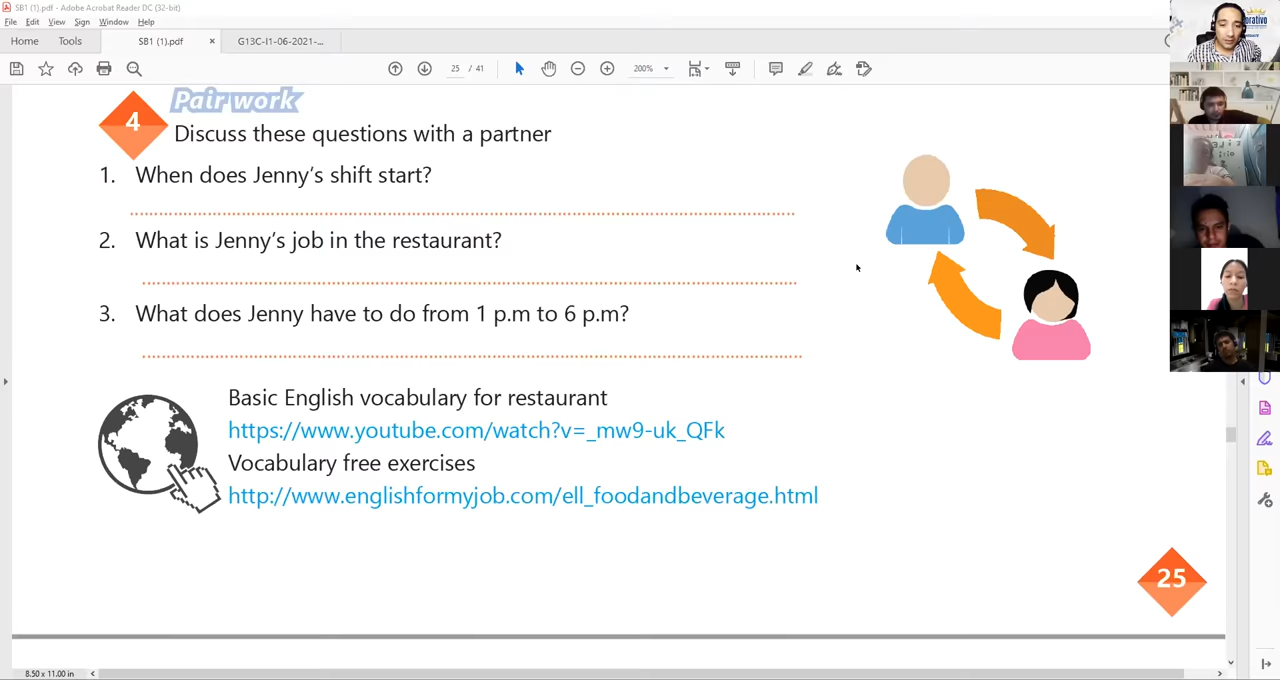 SB1 (1).pdf - Adobe Acrobat Reader DC (32-bit)
File Edit View Sign Window Help
Home Tools SB1 (1).pdf × G13C-I1-06-2021-...
25 / 41 200%
4 Pair work
Discuss these questions with a partner
1. When does Jenny's shift start?
2. What is Jenny's job in the restaurant?
3. What does Jenny have to do from 1 p.m to 6 p.m?
Basic English vocabulary for restaurant
https://www.youtube.com/watch?v=_mw9-uk_QFk
Vocabulary free exercises
http://www.englishformyjob.com/ell_foodandbeverage.html
25
8.50 x 11.00 in